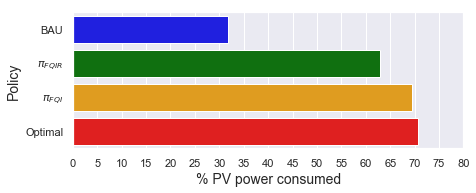 Policy
BAU
π_FQIR
π_FQI
Optimal
0 5 10 15 20 25 30 35 40 45 50 55 60 65 70 75 80
% PV power consumed